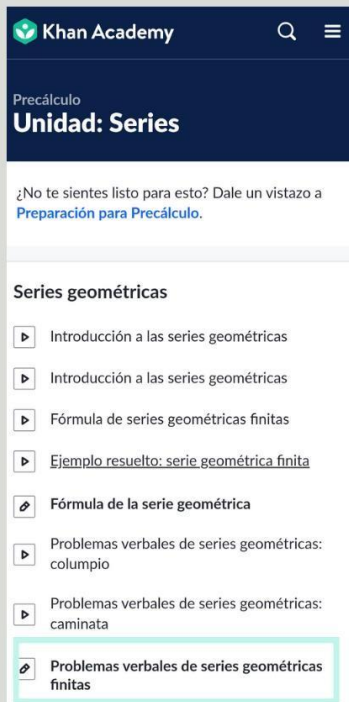 Khan Academy
Precálculo
Unidad: Series
¿No te sientes listo para esto? Dale un vistazo a
Preparación para Precálculo.
Series geométricas
Introducción a las series geométricas
Introducción a las series geométricas
Fórmula de series geométricas finitas
Ejemplo resuelto: serie geométrica finita
Fórmula de la serie geométrica
Problemas verbales de series geométricas:
columpio
Problemas verbales de series geométricas:
caminata
Problemas verbales de series geométricas
finitas